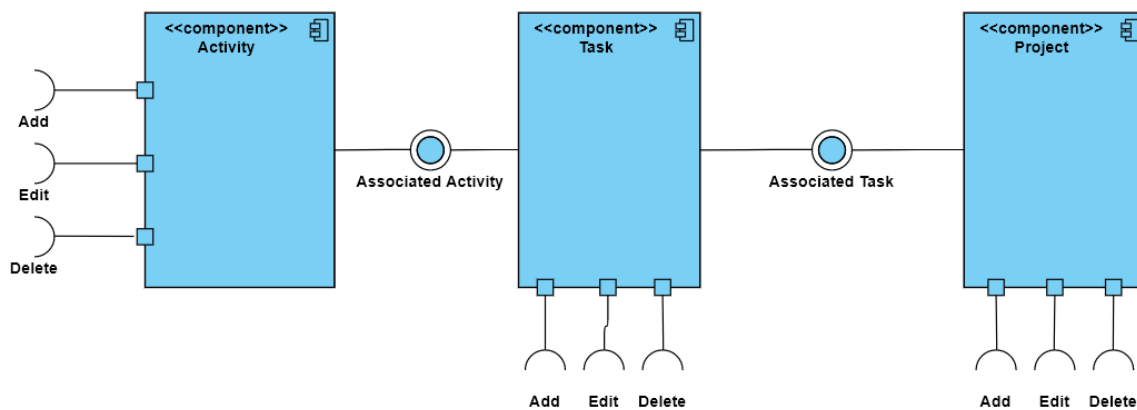 <<component>>
Activity
<<component>>
Task
<<component>>
Project
Add
Edit
Delete
Associated Activity
Associated Task
Add Edit Delete
Add Edit Delete